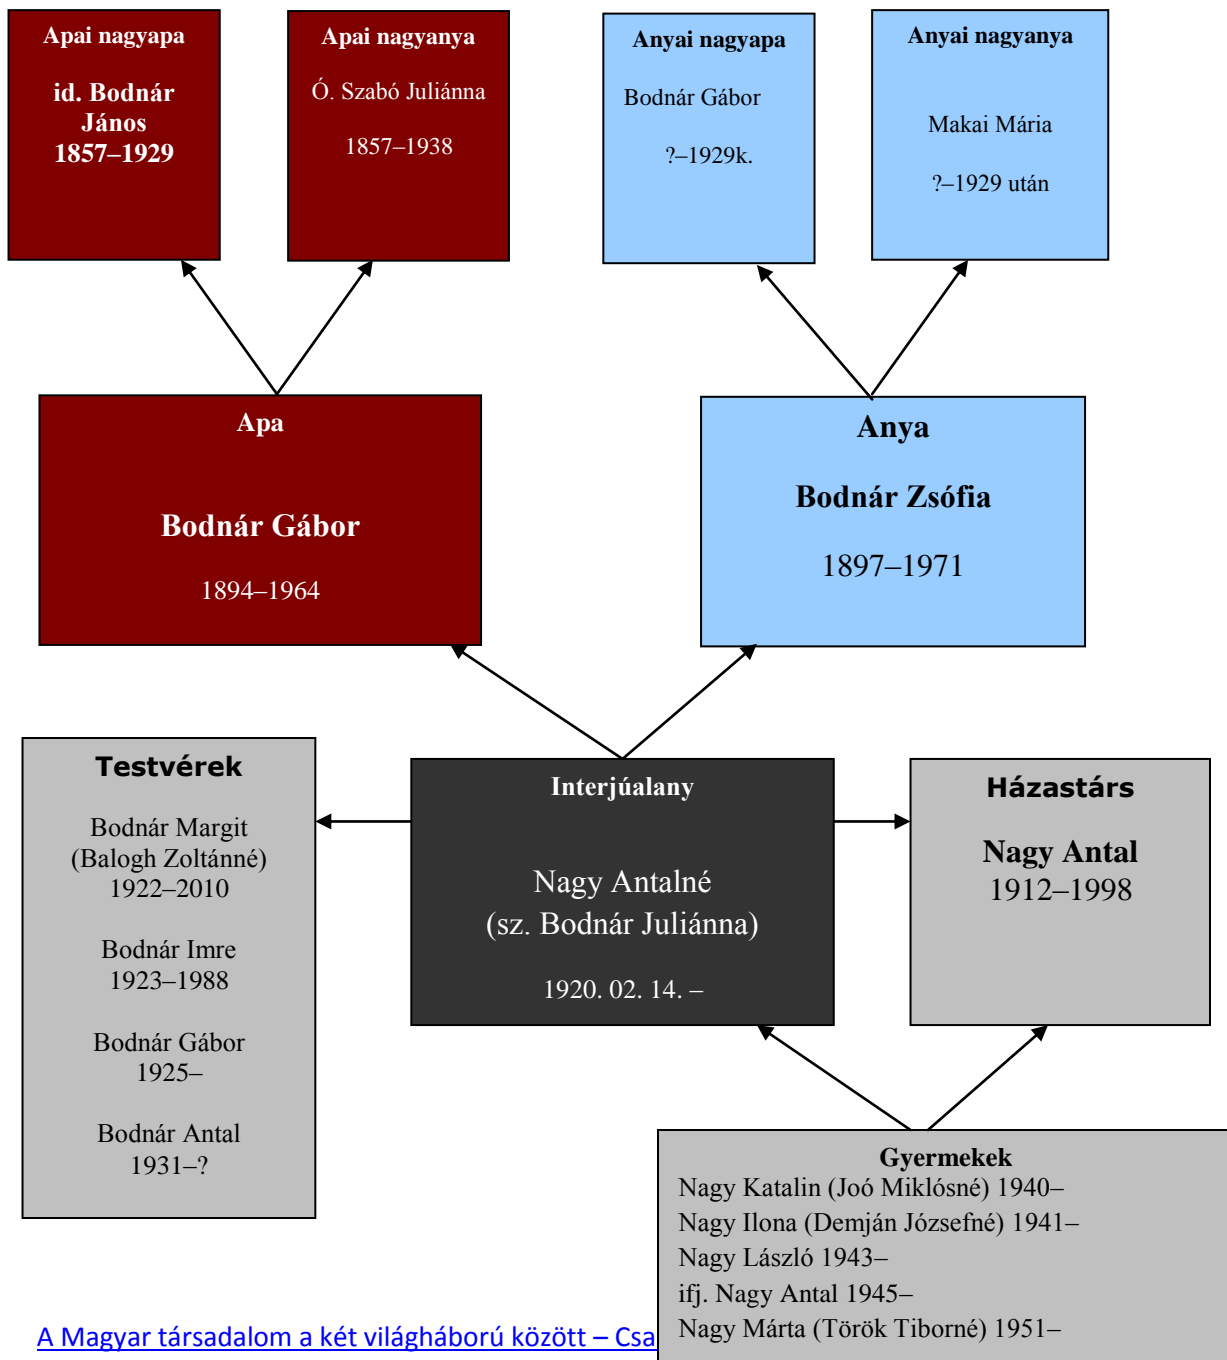 Apai nagyapa
id. Bodnár
János
1857–1929
Apai nagyanya
Ó. Szabó Juliánna
1857–1938
Anyai nagyapa
Bodnár Gábor
?–1929k.
Anyai nagyanya
Makai Mária
?–1929 után
Apa
Bodnár Gábor
1894–1964
Anya
Bodnár Zsófia
1897–1971
Testvérek
Bodnár Margit
(Balogh Zoltánné)
1922–2010
Bodnár Imre
1923–1988
Bodnár Gábor
1925–
Bodnár Antal
1931–?
Interjúalany
Nagy Antalné
(sz. Bodnár Juliánna)
1920. 02. 14. –
Házastárs
Nagy Antal
1912–1998
Gyermekek
Nagy Katalin (Joó Miklósné) 1940–
Nagy Ilona (Demján Józsefné) 1941–
Nagy László 1943–
ifj. Nagy Antal 1945–
Nagy Márta (Török Tiborné) 1951–
A Magyar társadalom a két világháború között – Csa